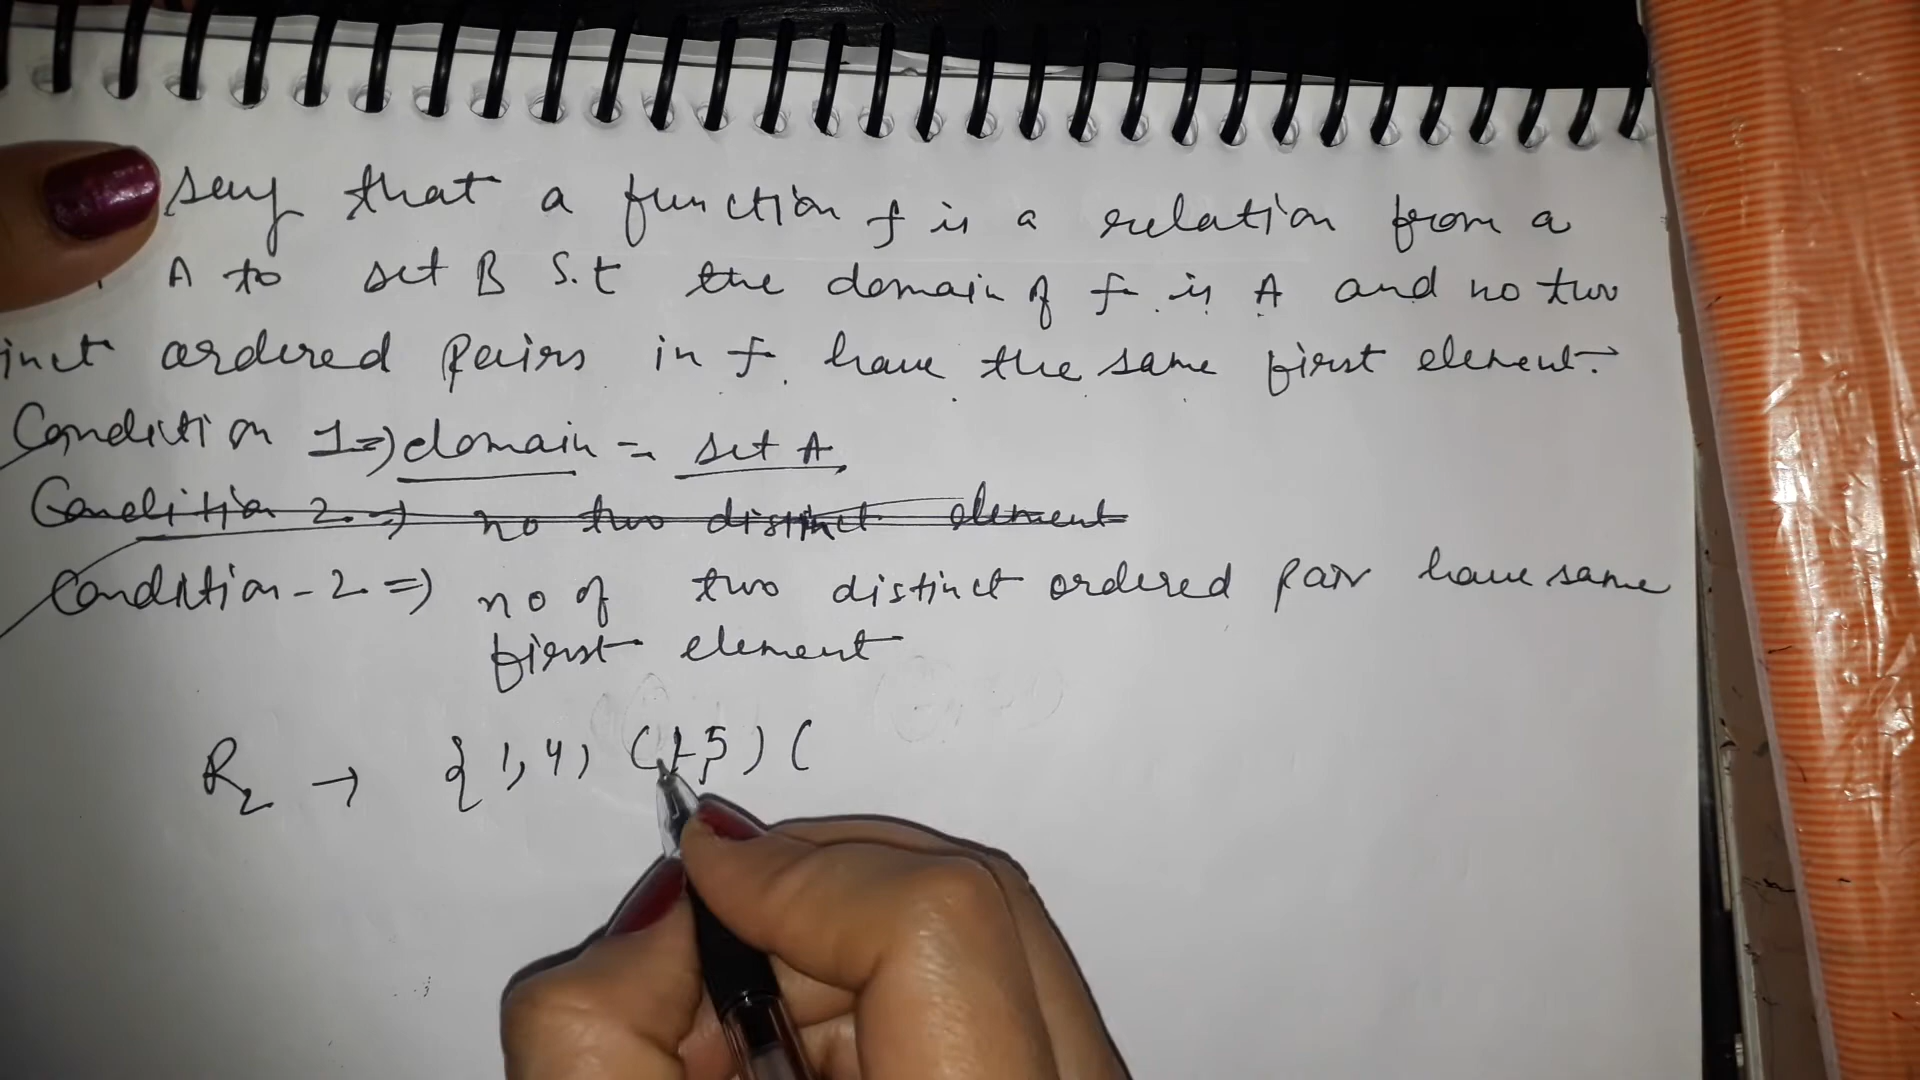 say that a function f is a relation from a
A to set B S.t the domain of f is A and no two
inct ordered pairs in f have the same first element.
Condition 1 => domain = set A,
Condition 2. => no two distinct element
Condition - 2. => no of two distinct ordered pair have same
first element
R2 → { 1, 4) (1,5) (